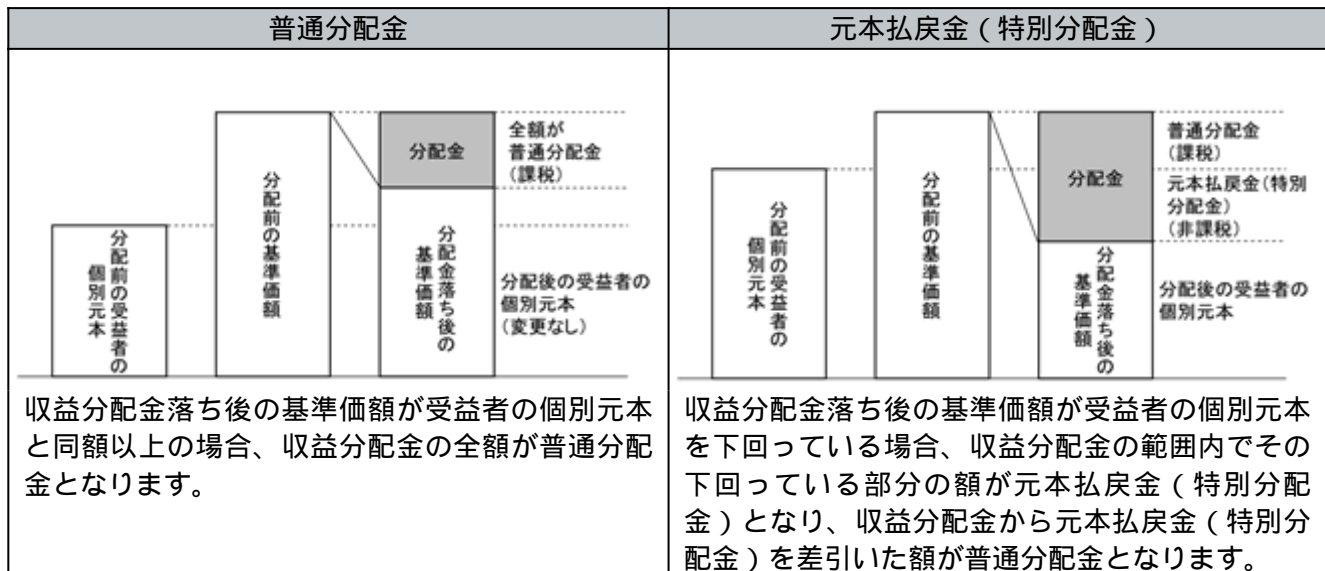 普通分配金
分配前の受益者の
個別元本
分配前の基準価額
分配金
分配金落ち後の
基準価額
全額が
普通分配金
(課税)
分配後の受益者の
個別元本
(変更なし)
収益分配金落ち後の基準価額が受益者の個別元本
と同額以上の場合、収益分配金の全額が普通分配
金となります。
元本払戻金(特別分配金)
分配前の受益者の
個別元本
分配前の基準価額
分配金
分配金落ち後の
基準価額
普通分配金
(課税)
元本払戻金(特別
分配金)
(非課税)
分配後の受益者の
個別元本
収益分配金落ち後の基準価額が受益者の個別元本
を下回っている場合、収益分配金の範囲内でその
下回っている部分の額が元本払戻金(特別分配
金)となり、収益分配金から元本払戻金(特別分
配金)を差引いた額が普通分配金となります。